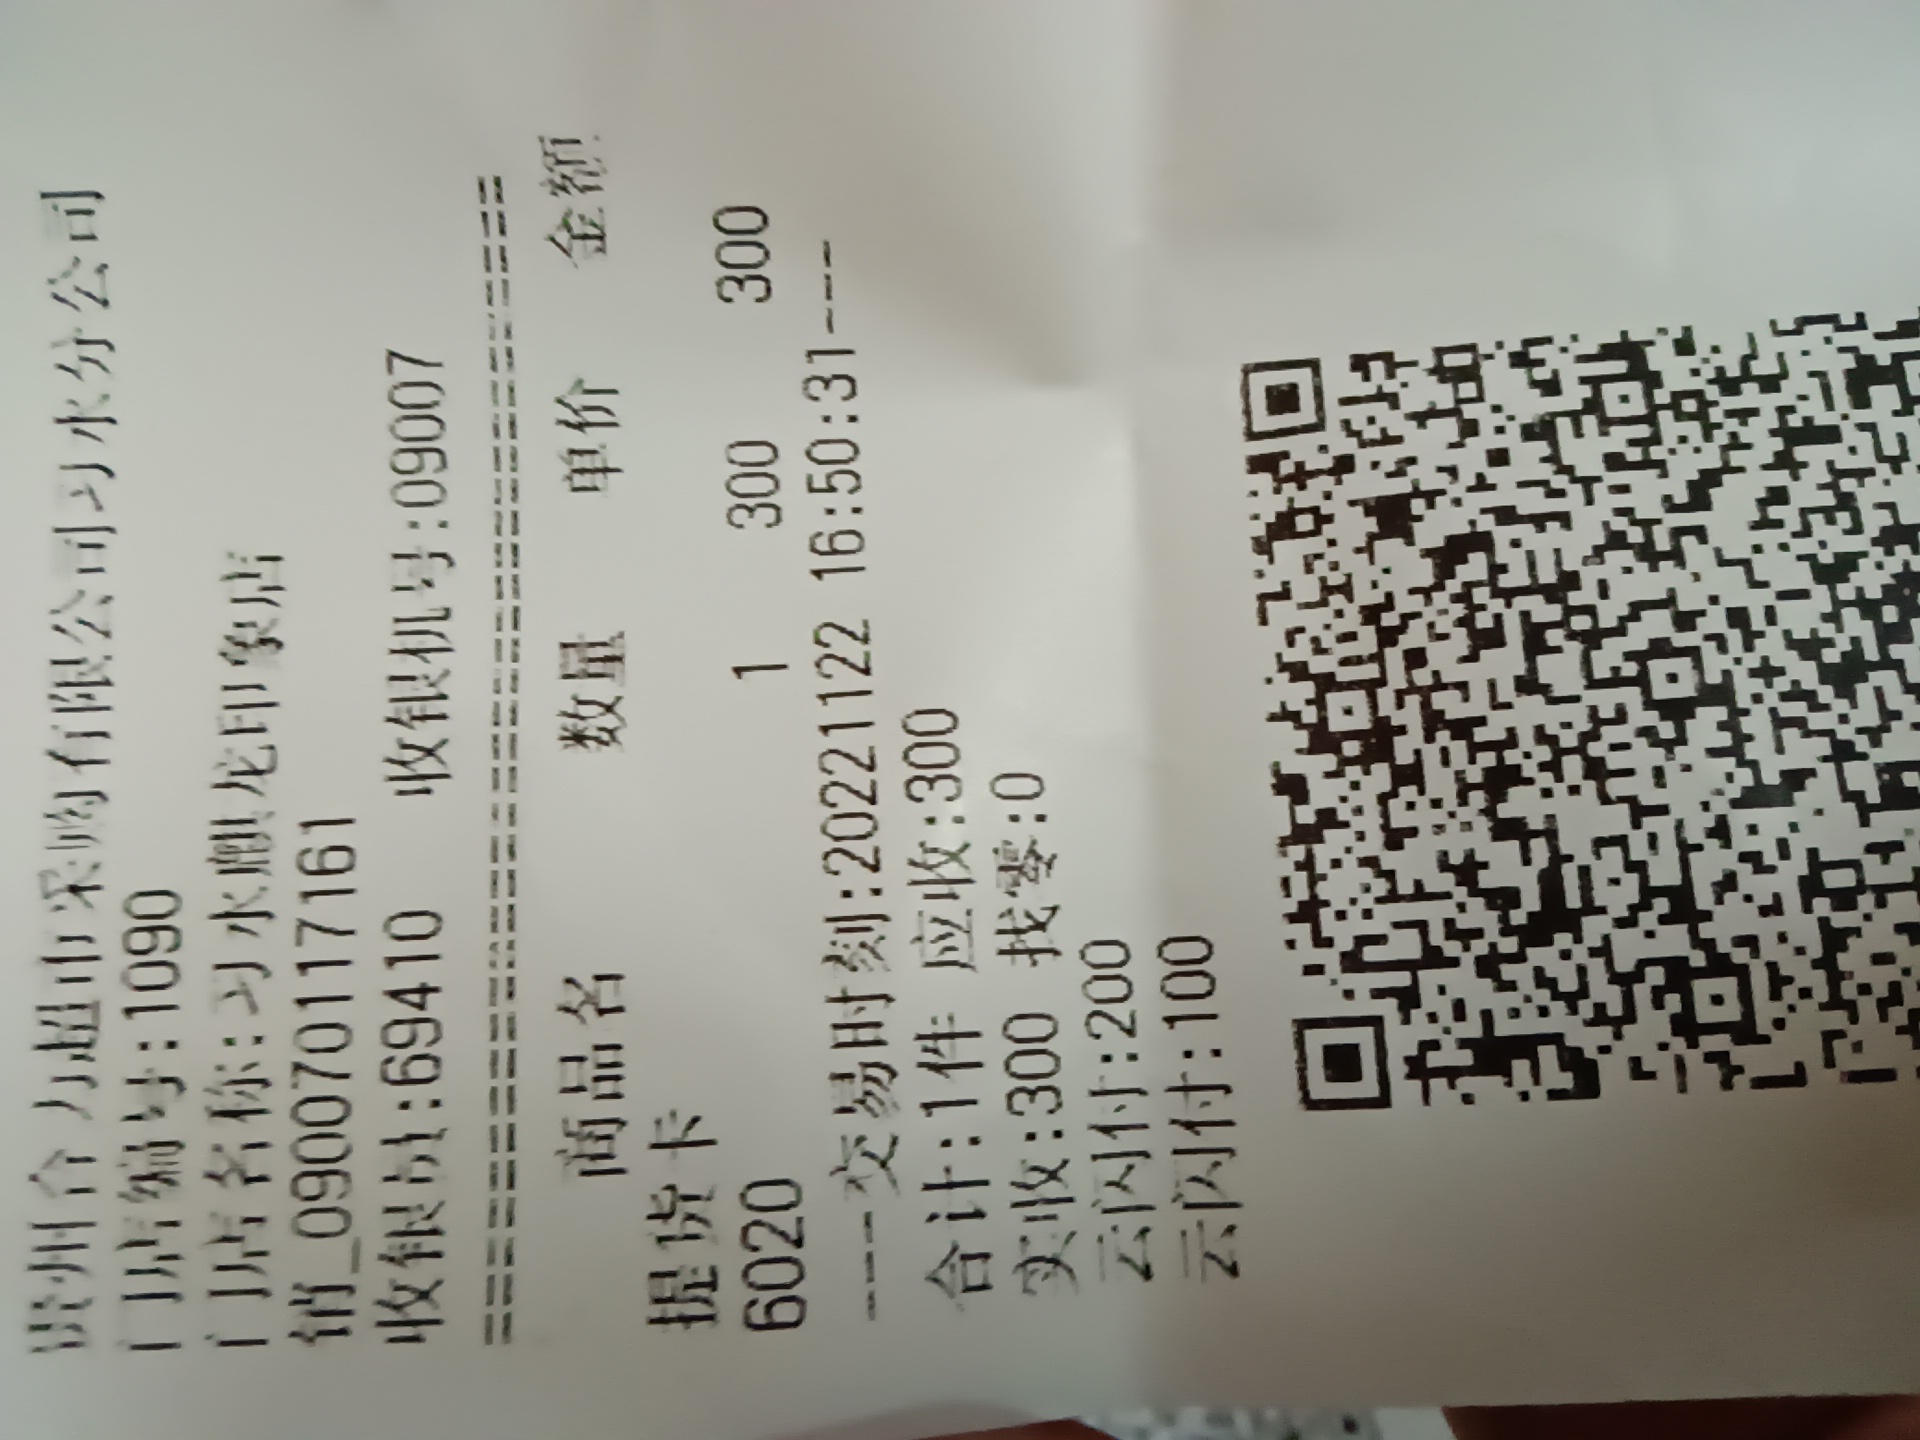 贵州合力超市采购有限公司习水分公司
门店编号:1090
门店名称:习水麒龙印象店
销_09007011716​1
收银员:69410 收银机号:09007
==================================
商品名 数量 单价 金额
提货卡
6020 1 300 300
----交易时刻:20221122 16:50:31----
合计:1件 应收:300
实收:300 找零:0
云闪付:200
云闪付:100